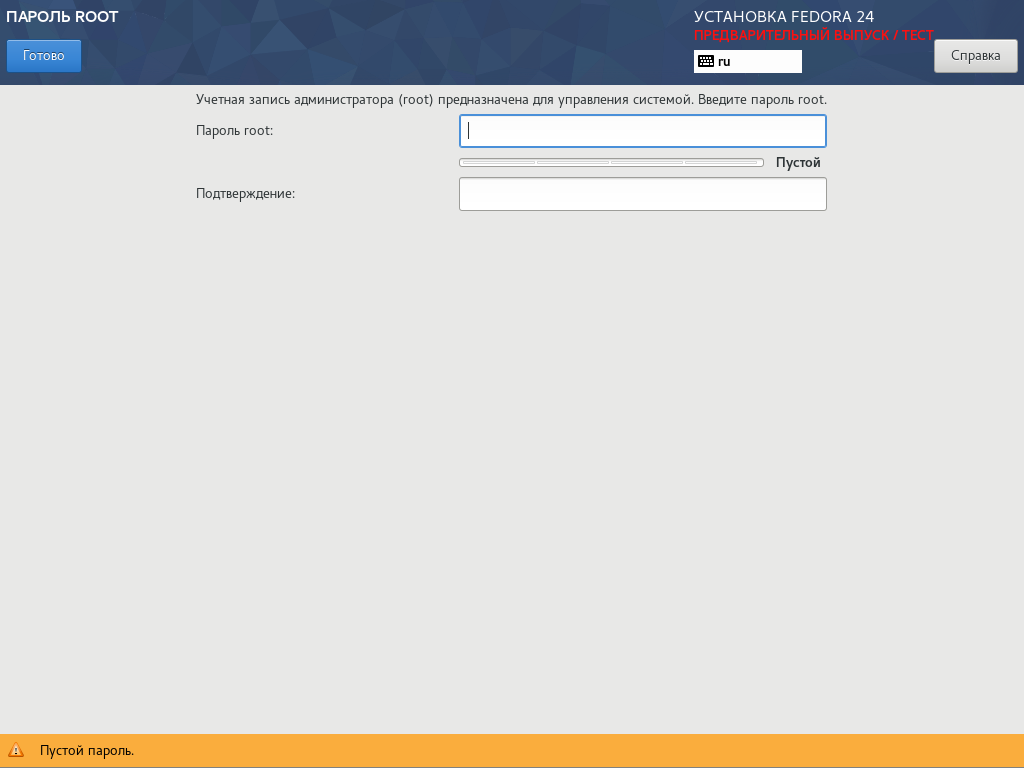 ПАРОЛЬ ROOT
УСТАНОВКА FEDORA 24
ПРЕДВАРИТЕЛЬНЫЙ ВЫПУСК / ТЕСТ
Готово
ru
Справка
Учетная запись администратора (root) предназначена для управления системой. Введите пароль root.
Пароль root:
Пустой
Подтверждение:
Пустой пароль.